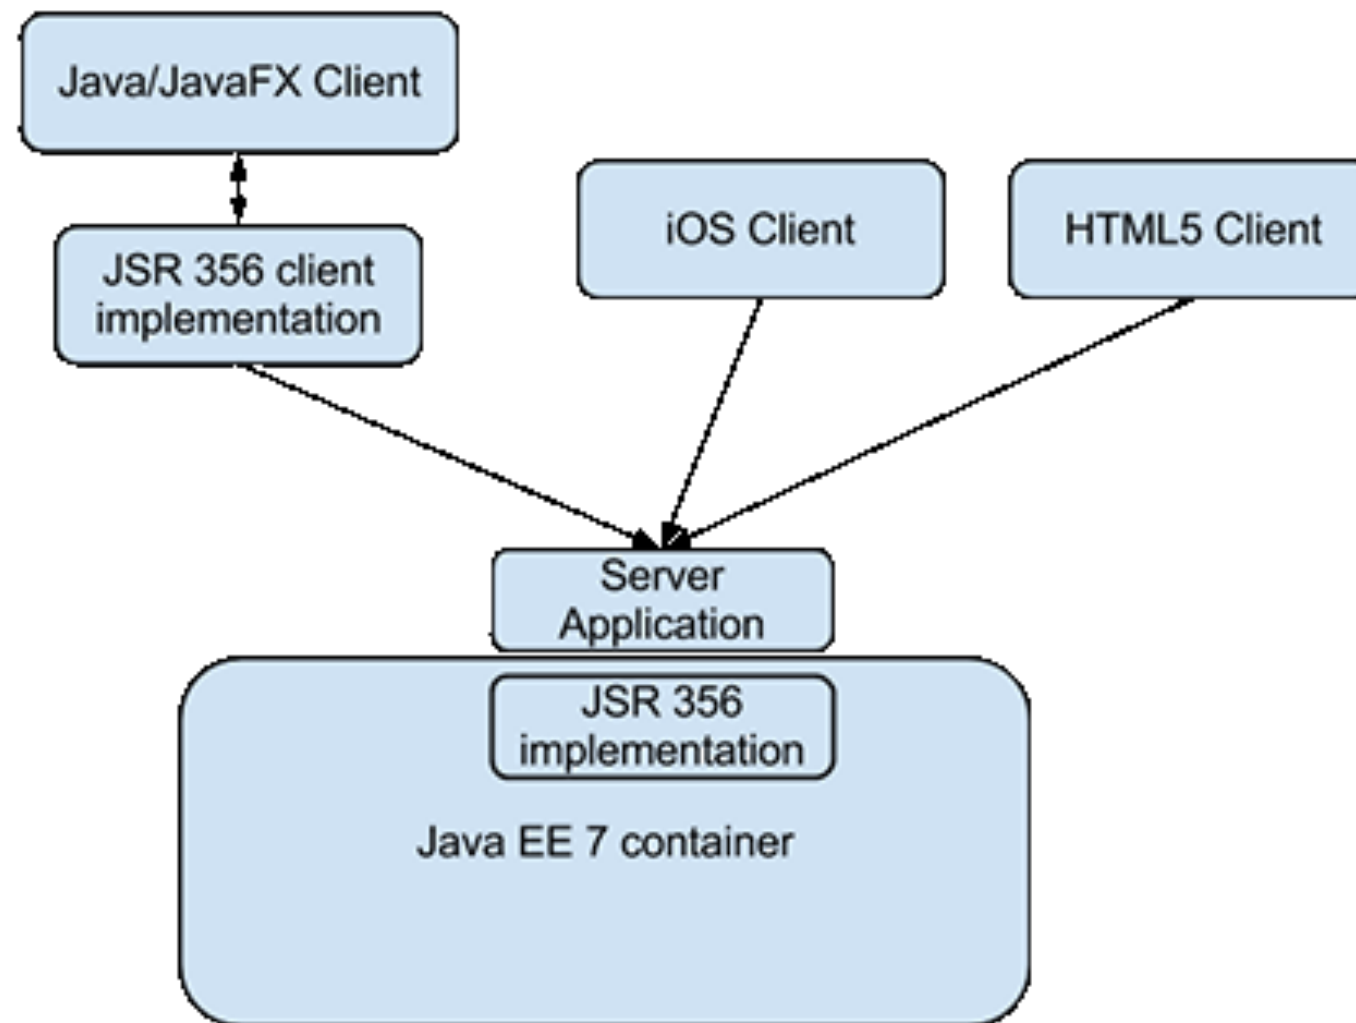 Java/JavaFX Client
JSR 356 client
implementation
iOS Client
HTML5 Client
Server
Application
JSR 356
implementation
Java EE 7 container